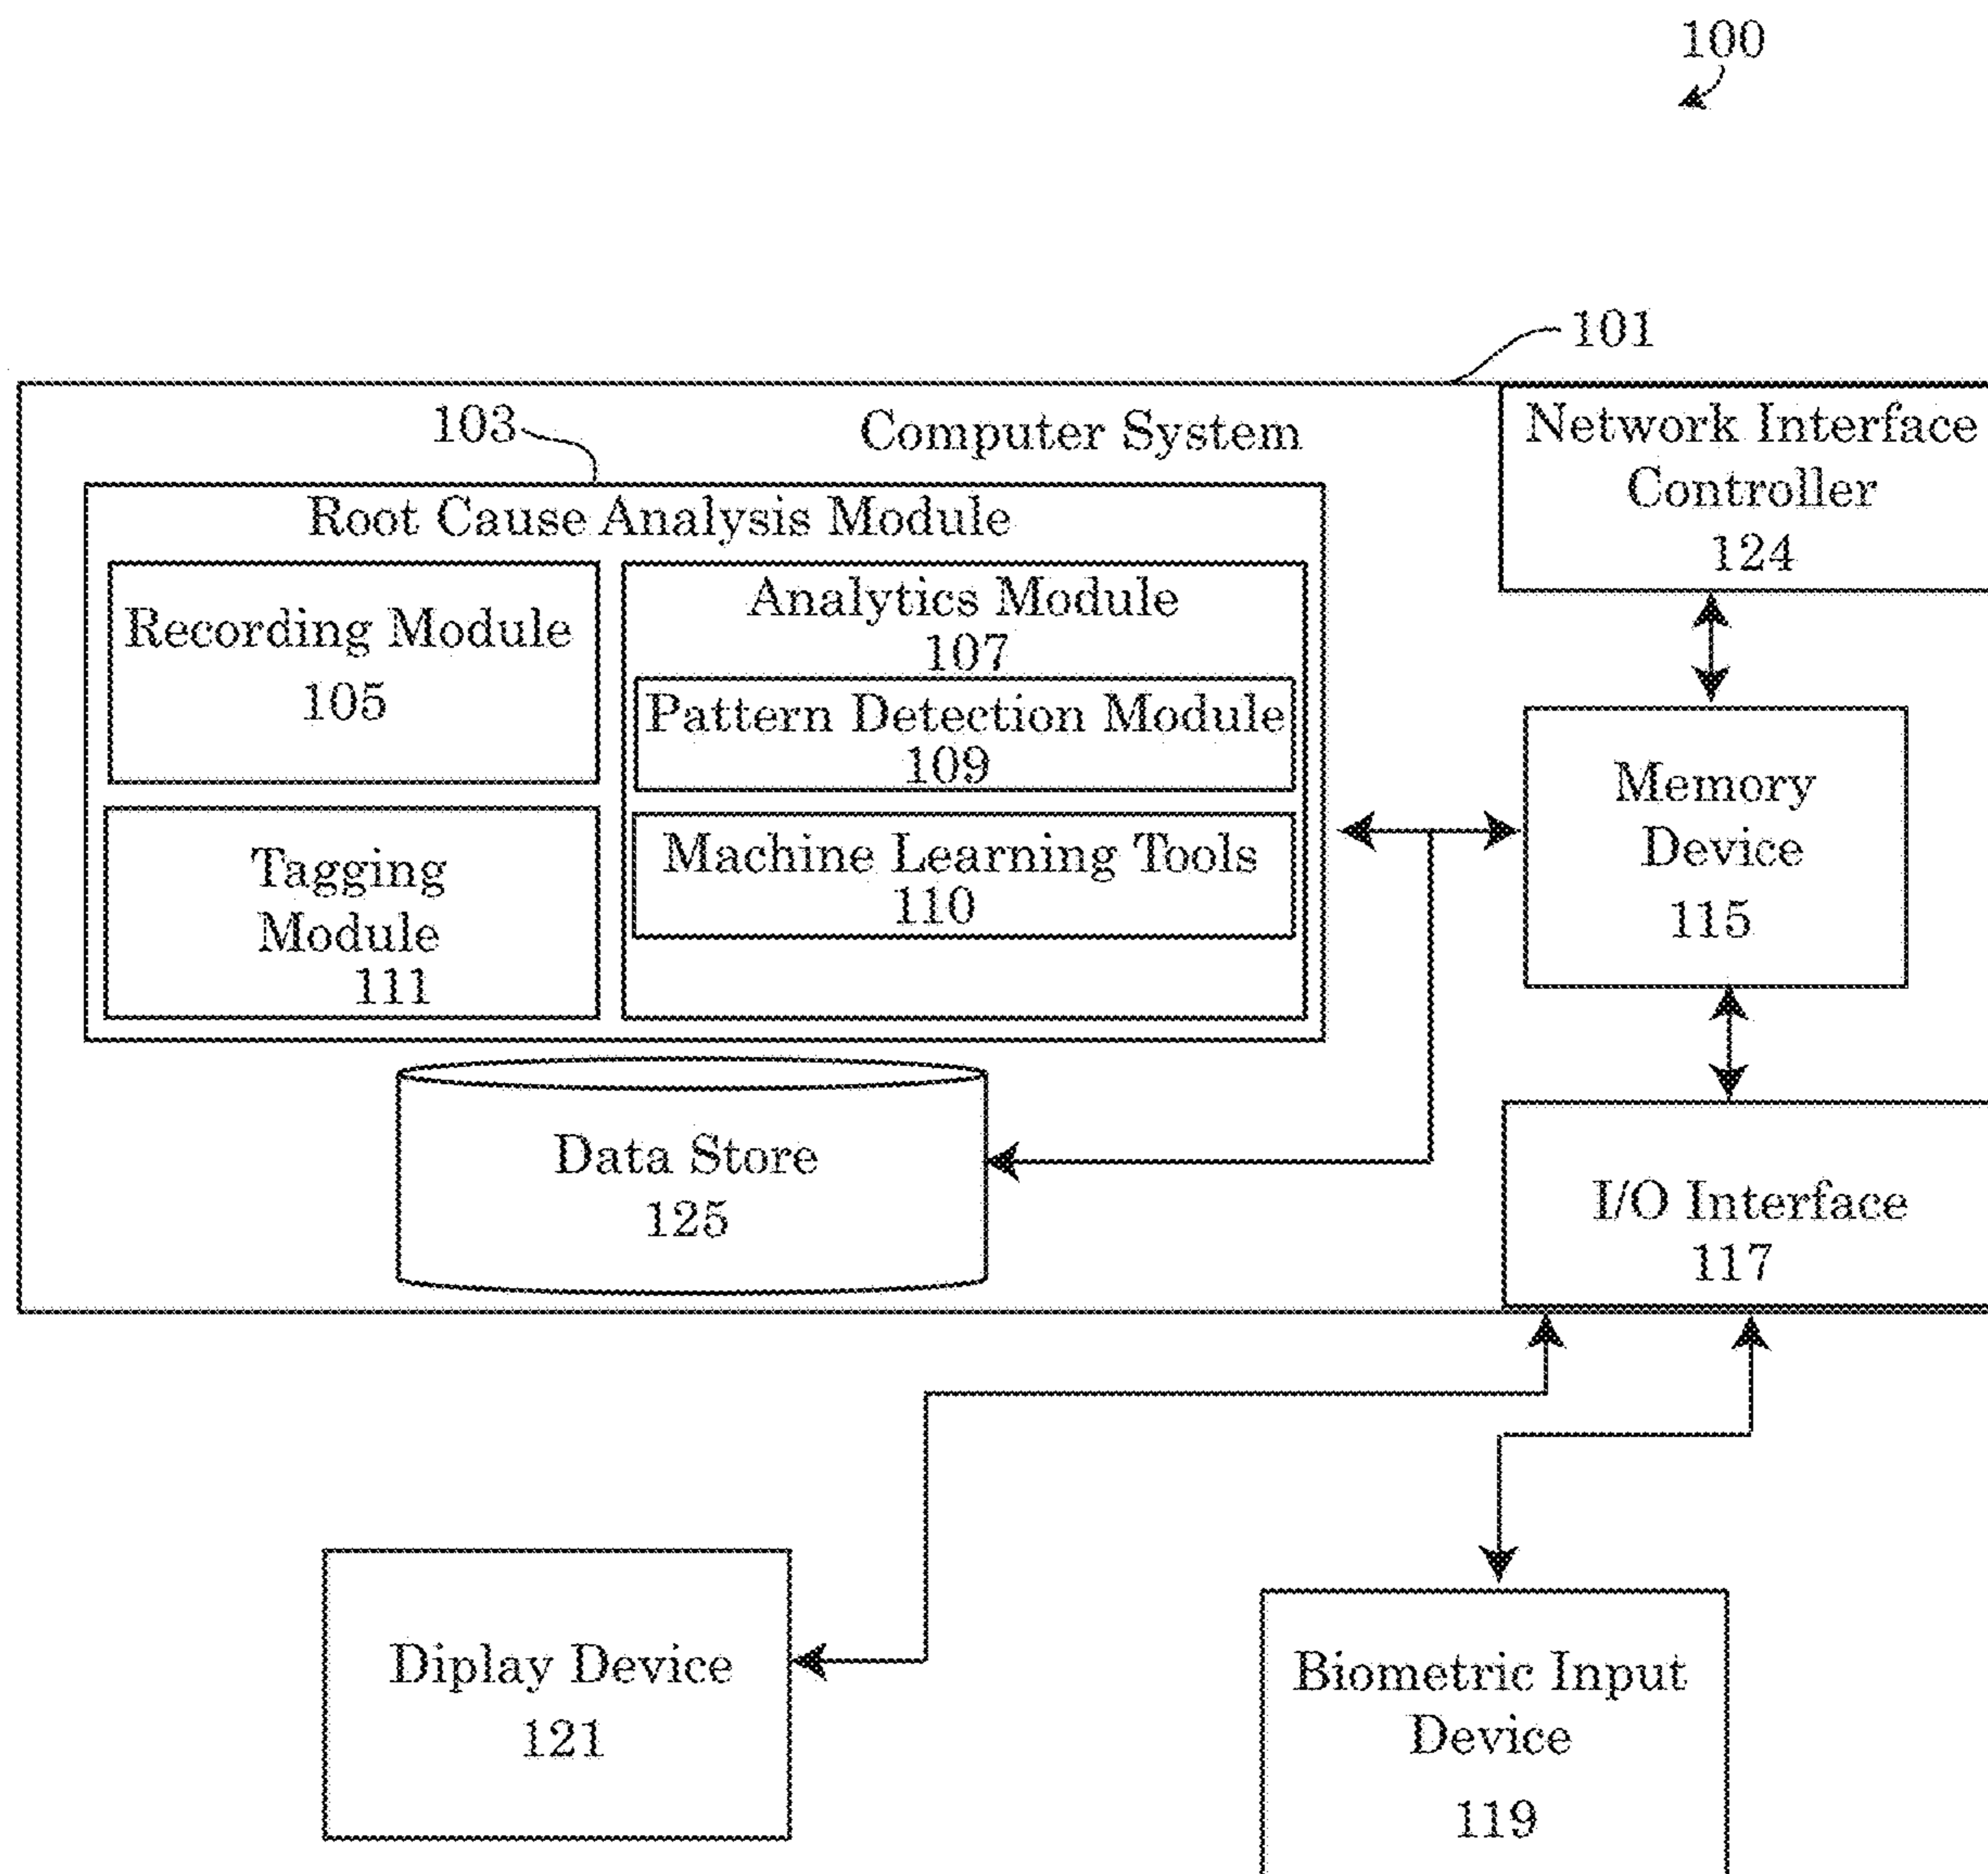 100
101
103
Computer System
Network Interface
Controller
124
Root Cause Analysis Module
Recording Module
105
Analytics Module
107
Pattern Detection Module
109
Machine Learning Tools
110
Tagging
Module
111
Memory
Device
115
Data Store
125
I/O Interface
117
Diplay Device
121
Biometric Input
Device
119